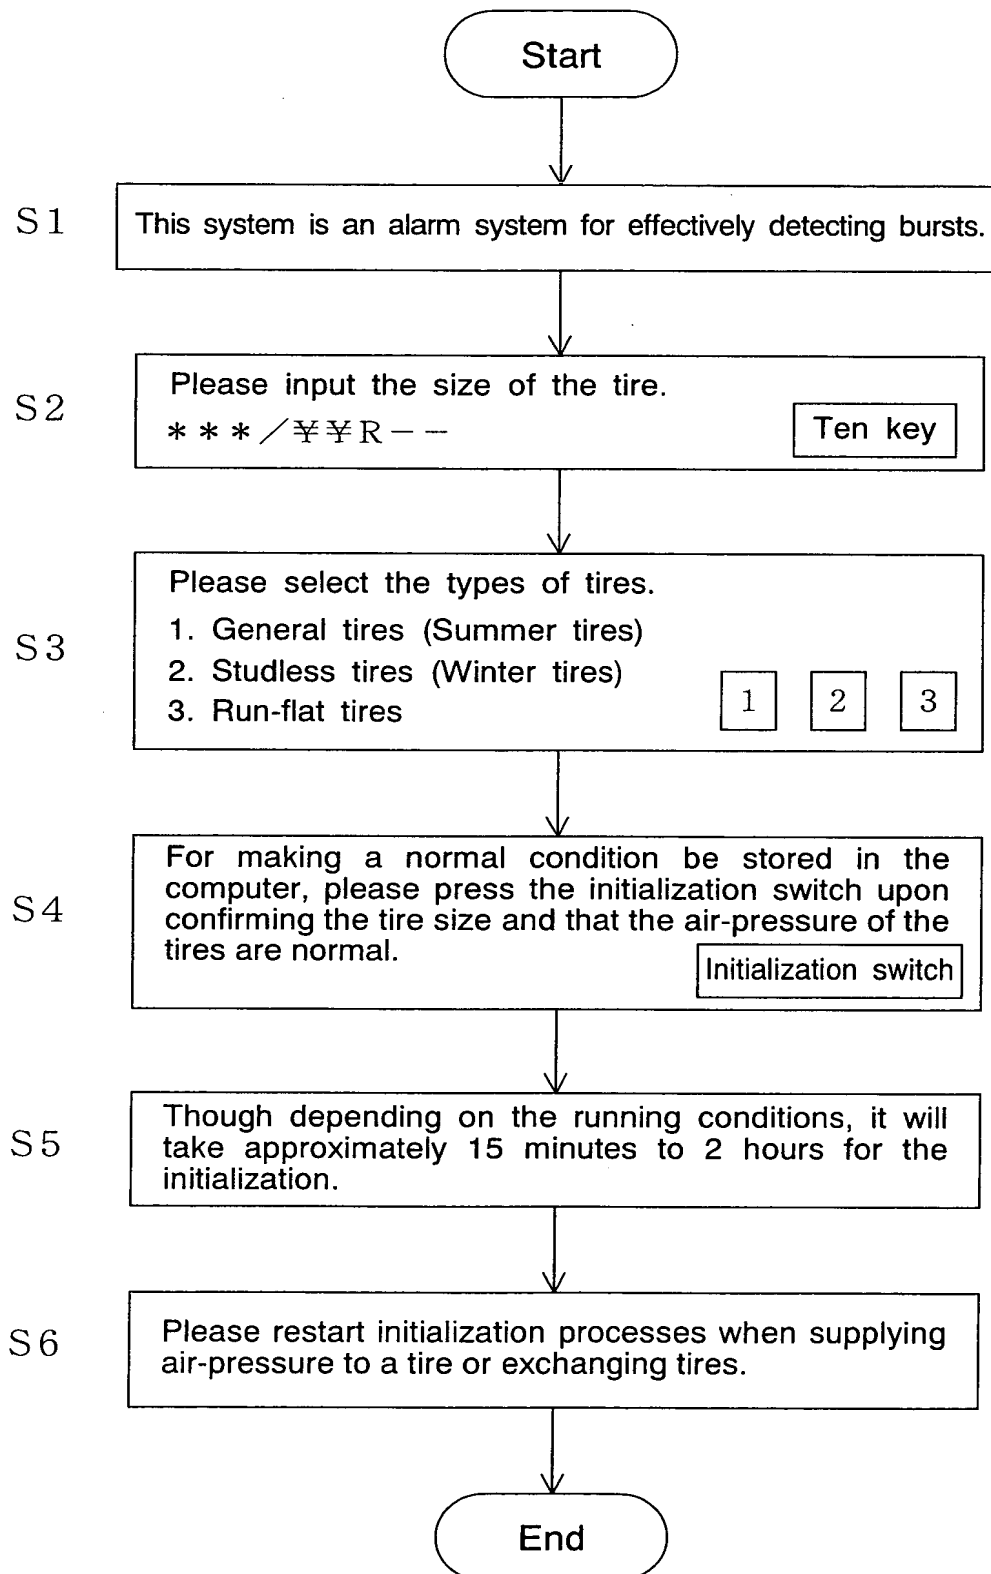 Start
S1
This system is an alarm system for effectively detecting bursts.
S2
Please input the size of the tire.
***／¥¥R－－
Ten key
S3
Please select the types of tires.
1. General tires (Summer tires)
2. Studless tires (Winter tires)
3. Run-flat tires
1 2 3
S4
For making a normal condition be stored in the
computer, please press the initialization switch upon
confirming the tire size and that the air-pressure of the
tires are normal.
Initialization switch
S5
Though depending on the running conditions, it will
take approximately 15 minutes to 2 hours for the
initialization.
S6
Please restart initialization processes when supplying
air-pressure to a tire or exchanging tires.
End